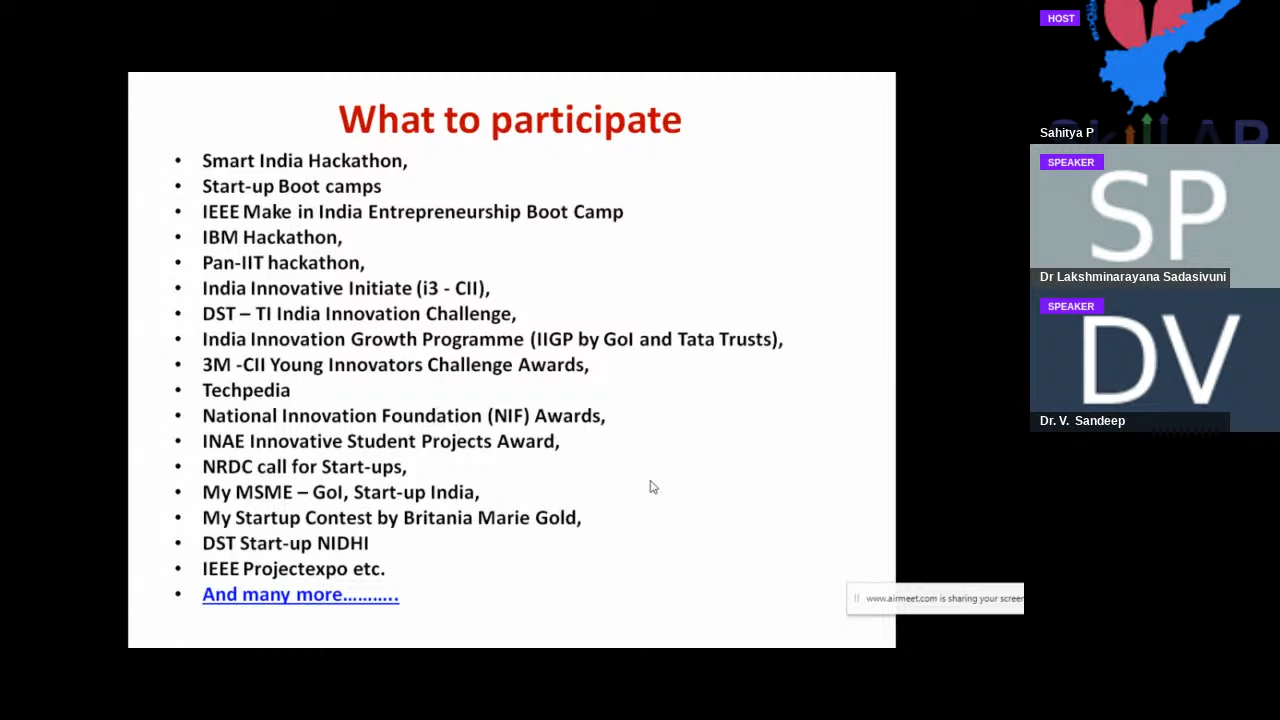 What to participate
• Smart India Hackathon,
• Start-up Boot camps
• IEEE Make in India Entrepreneurship Boot Camp
• IBM Hackathon,
• Pan-IIT hackathon,
• India Innovative Initiate (i3 - CII),
• DST – TI India Innovation Challenge,
• India Innovation Growth Programme (IIGP by GoI and Tata Trusts),
• 3M -CII Young Innovators Challenge Awards,
• Techpedia
• National Innovation Foundation (NIF) Awards,
• INAE Innovative Student Projects Award,
• NRDC call for Start-ups,
• My MSME – GoI, Start-up India,
• My Startup Contest by Britania Marie Gold,
• DST Start-up NIDHI
• IEEE Projectexpo etc.
• And many more………..
www.airmeet.com is sharing your screen
HOST
Sahitya P
SPEAKER
SP
Dr Lakshminarayana Sadasivuni
SPEAKER
DV
Dr. V. Sandeep